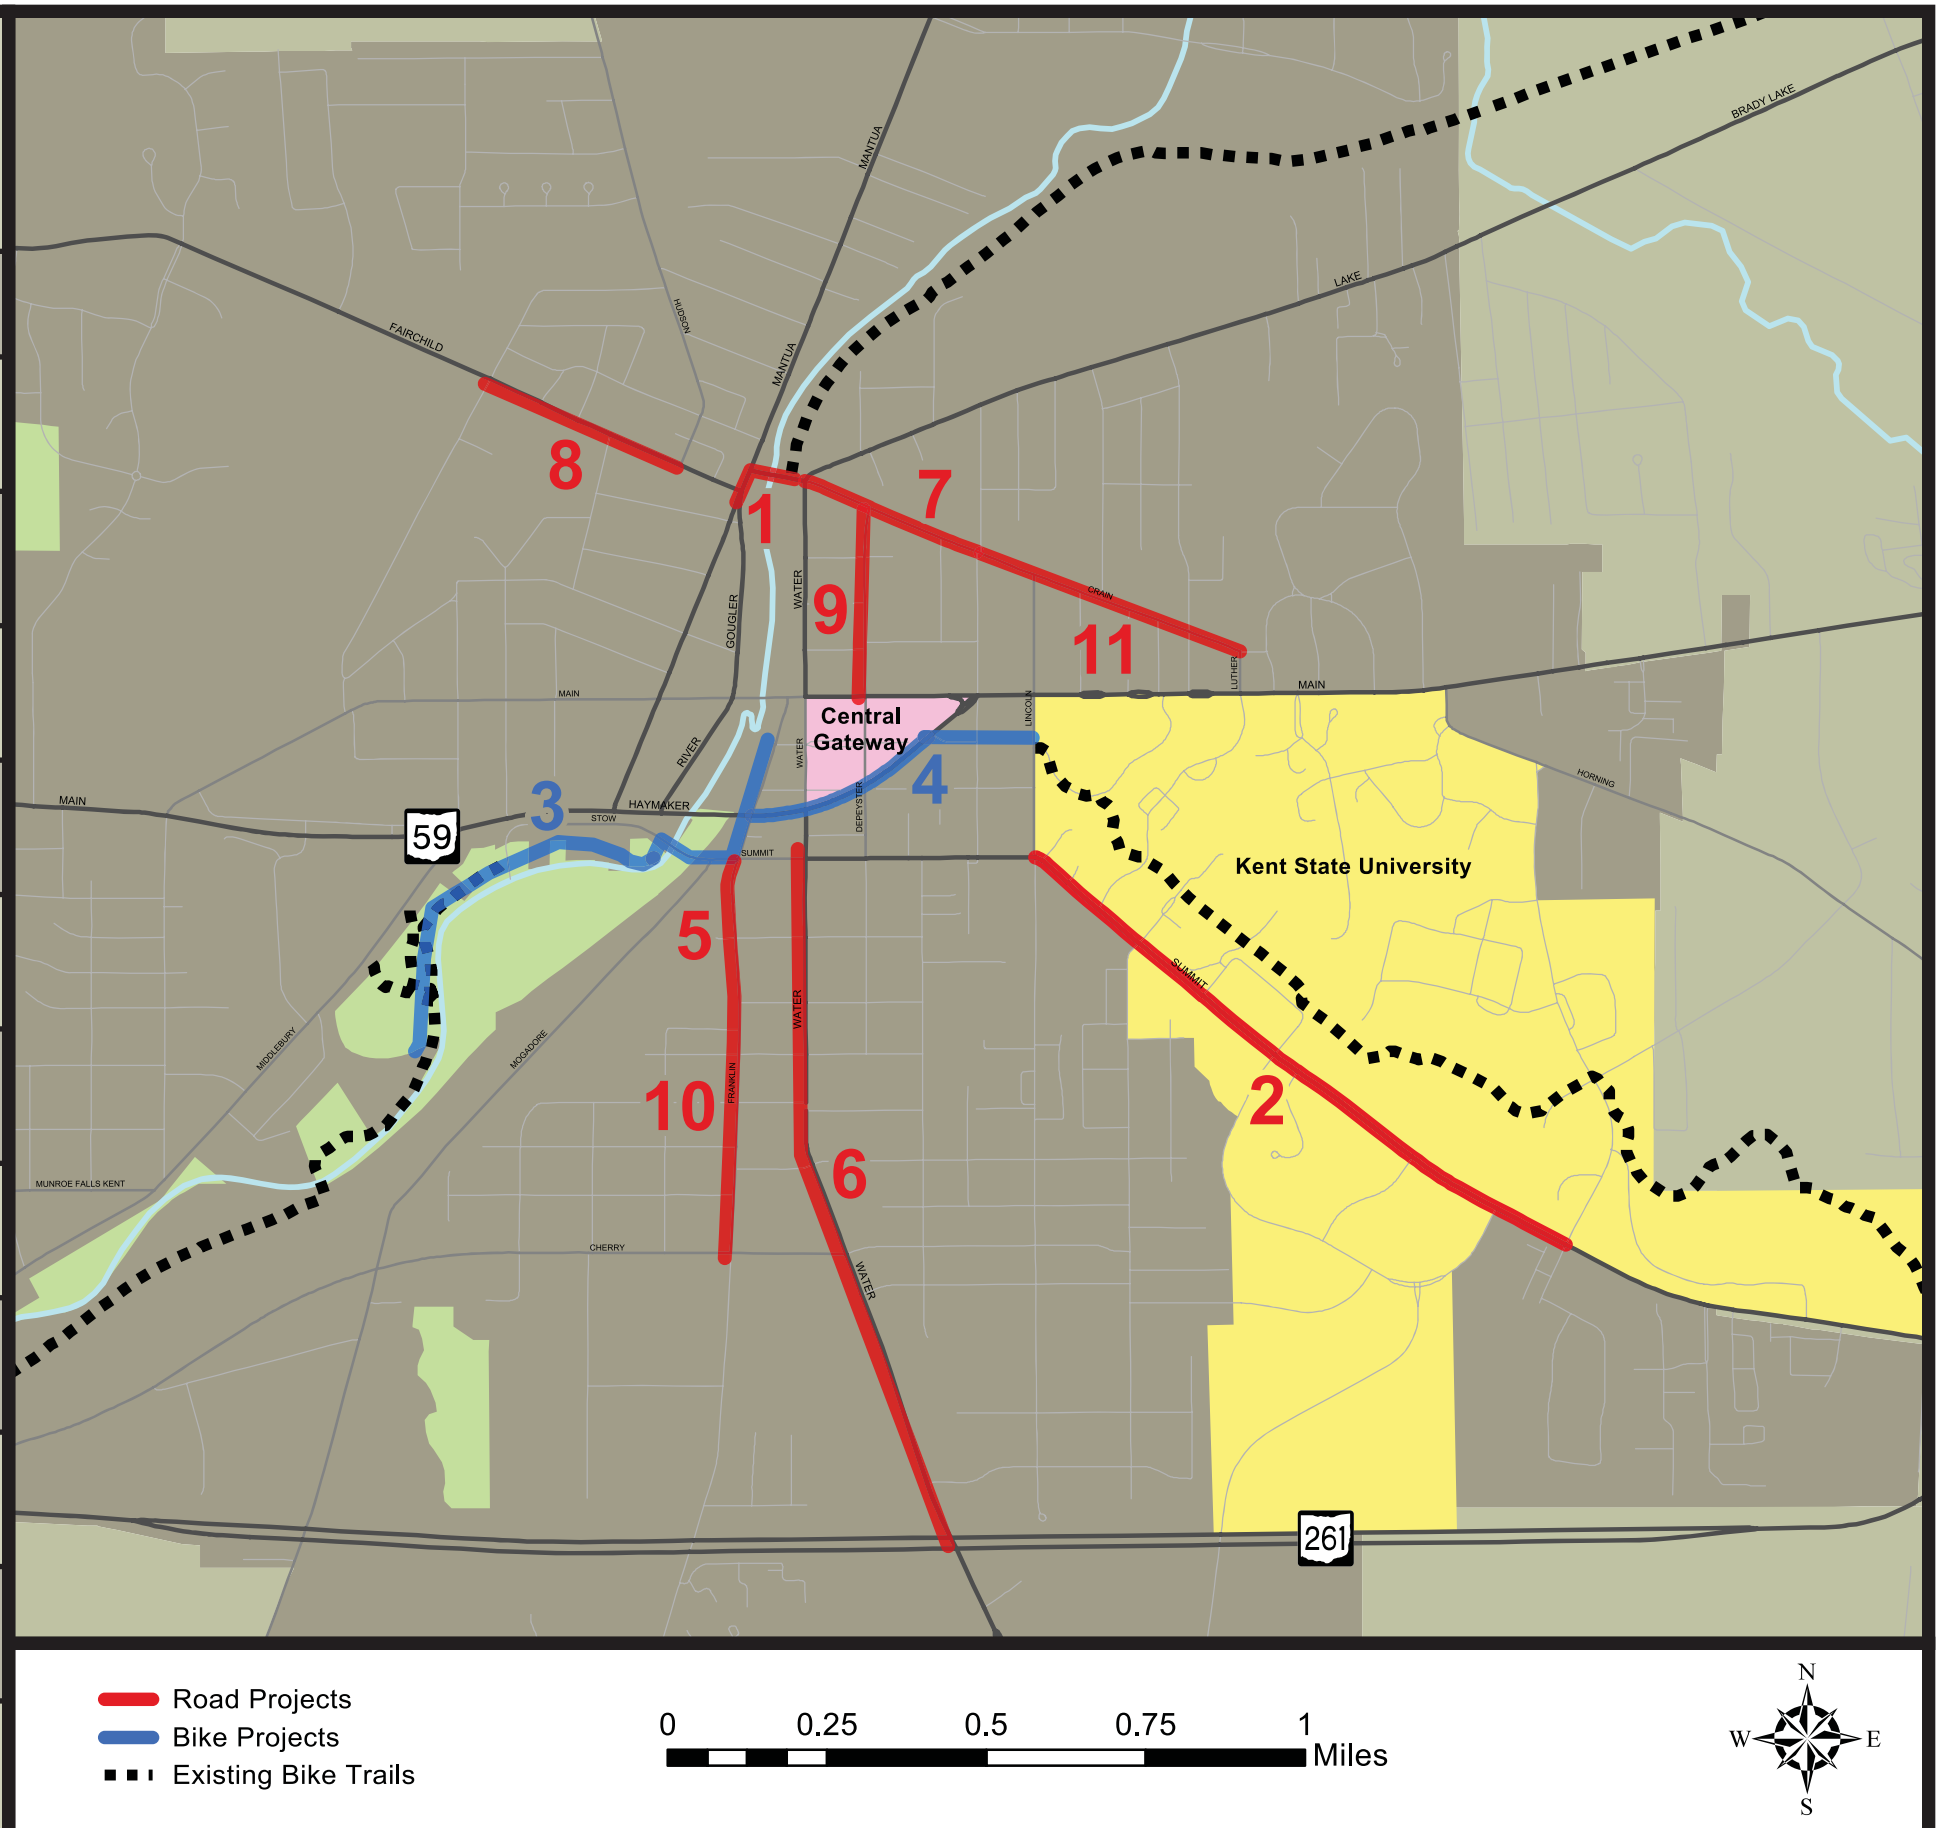 BRADY LAKE
MANTUA
LAKE
HUDSON
FAIRCHILD
MANTUA
8
7
1
CRAIN
WATER
9
GOUGLER
11
LUTHER
MAIN
MAIN
LINCOLN
Central
Gateway
WATER
RIVER
HORNING
4
MAIN
HAYMAKER
3
STOW
DEPEYSTER
59
SUMMIT
Kent State University
5
SUMMIT
WATER
MIDDLEBURY
MOGADORE
FRANKLIN
10
2
6
MUNROE FALLS KENT
CHERRY
WATER
261
Road Projects
Bike Projects
Existing Bike Trails
0 0.25 0.5 0.75 1
Miles
N
W E
S